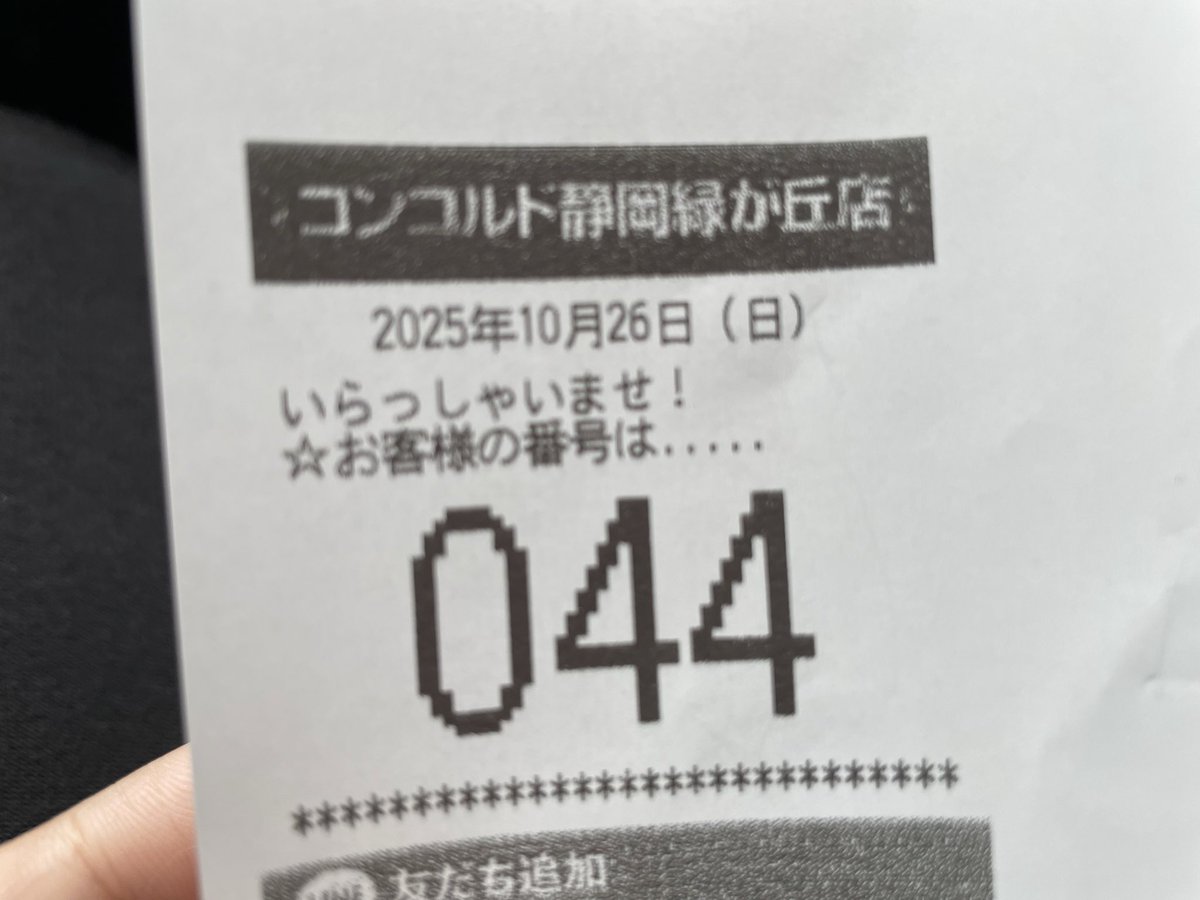 コンコルド静岡緑が丘店
2025年10月26日（日）
いらっしゃいませ！
☆お客様の番号は.....
044
*****************************
LINE 友だち追加